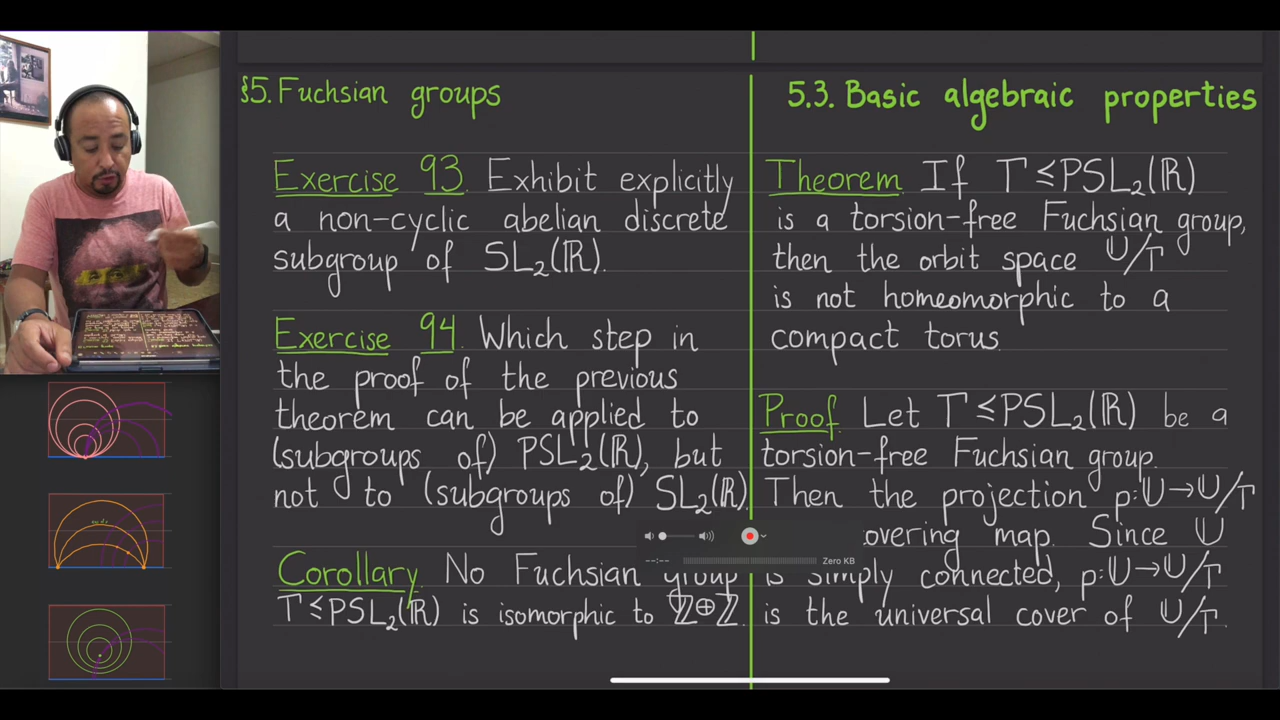 §5. Fuchsian groups
Exercise 93. Exhibit explicitly
a non-cyclic abelian discrete
subgroup of SL₂(ℝ).
Exercise 94. Which step in
the proof of the previous
theorem can be applied to
(subgroups of) PSL₂(ℝ), but
not to (subgroups of) SL₂(ℝ).
Corollary. No Fuchsian group
Γ≤PSL₂(ℝ) is isomorphic to ℤ⊕ℤ.
5.3. Basic algebraic properties
Theorem. If Γ≤PSL₂(ℝ)
is a torsion-free Fuchsian group,
then the orbit space 𝕌/Γ
is not homeomorphic to a
compact torus.
Proof. Let Γ≤PSL₂(ℝ) be a
torsion-free Fuchsian group.
Then the projection p:𝕌→𝕌/Γ
overing map. Since 𝕌
is simply connected, p:𝕌→𝕌/Γ
is the universal cover of 𝕌/Γ.
--:--
Zero KB